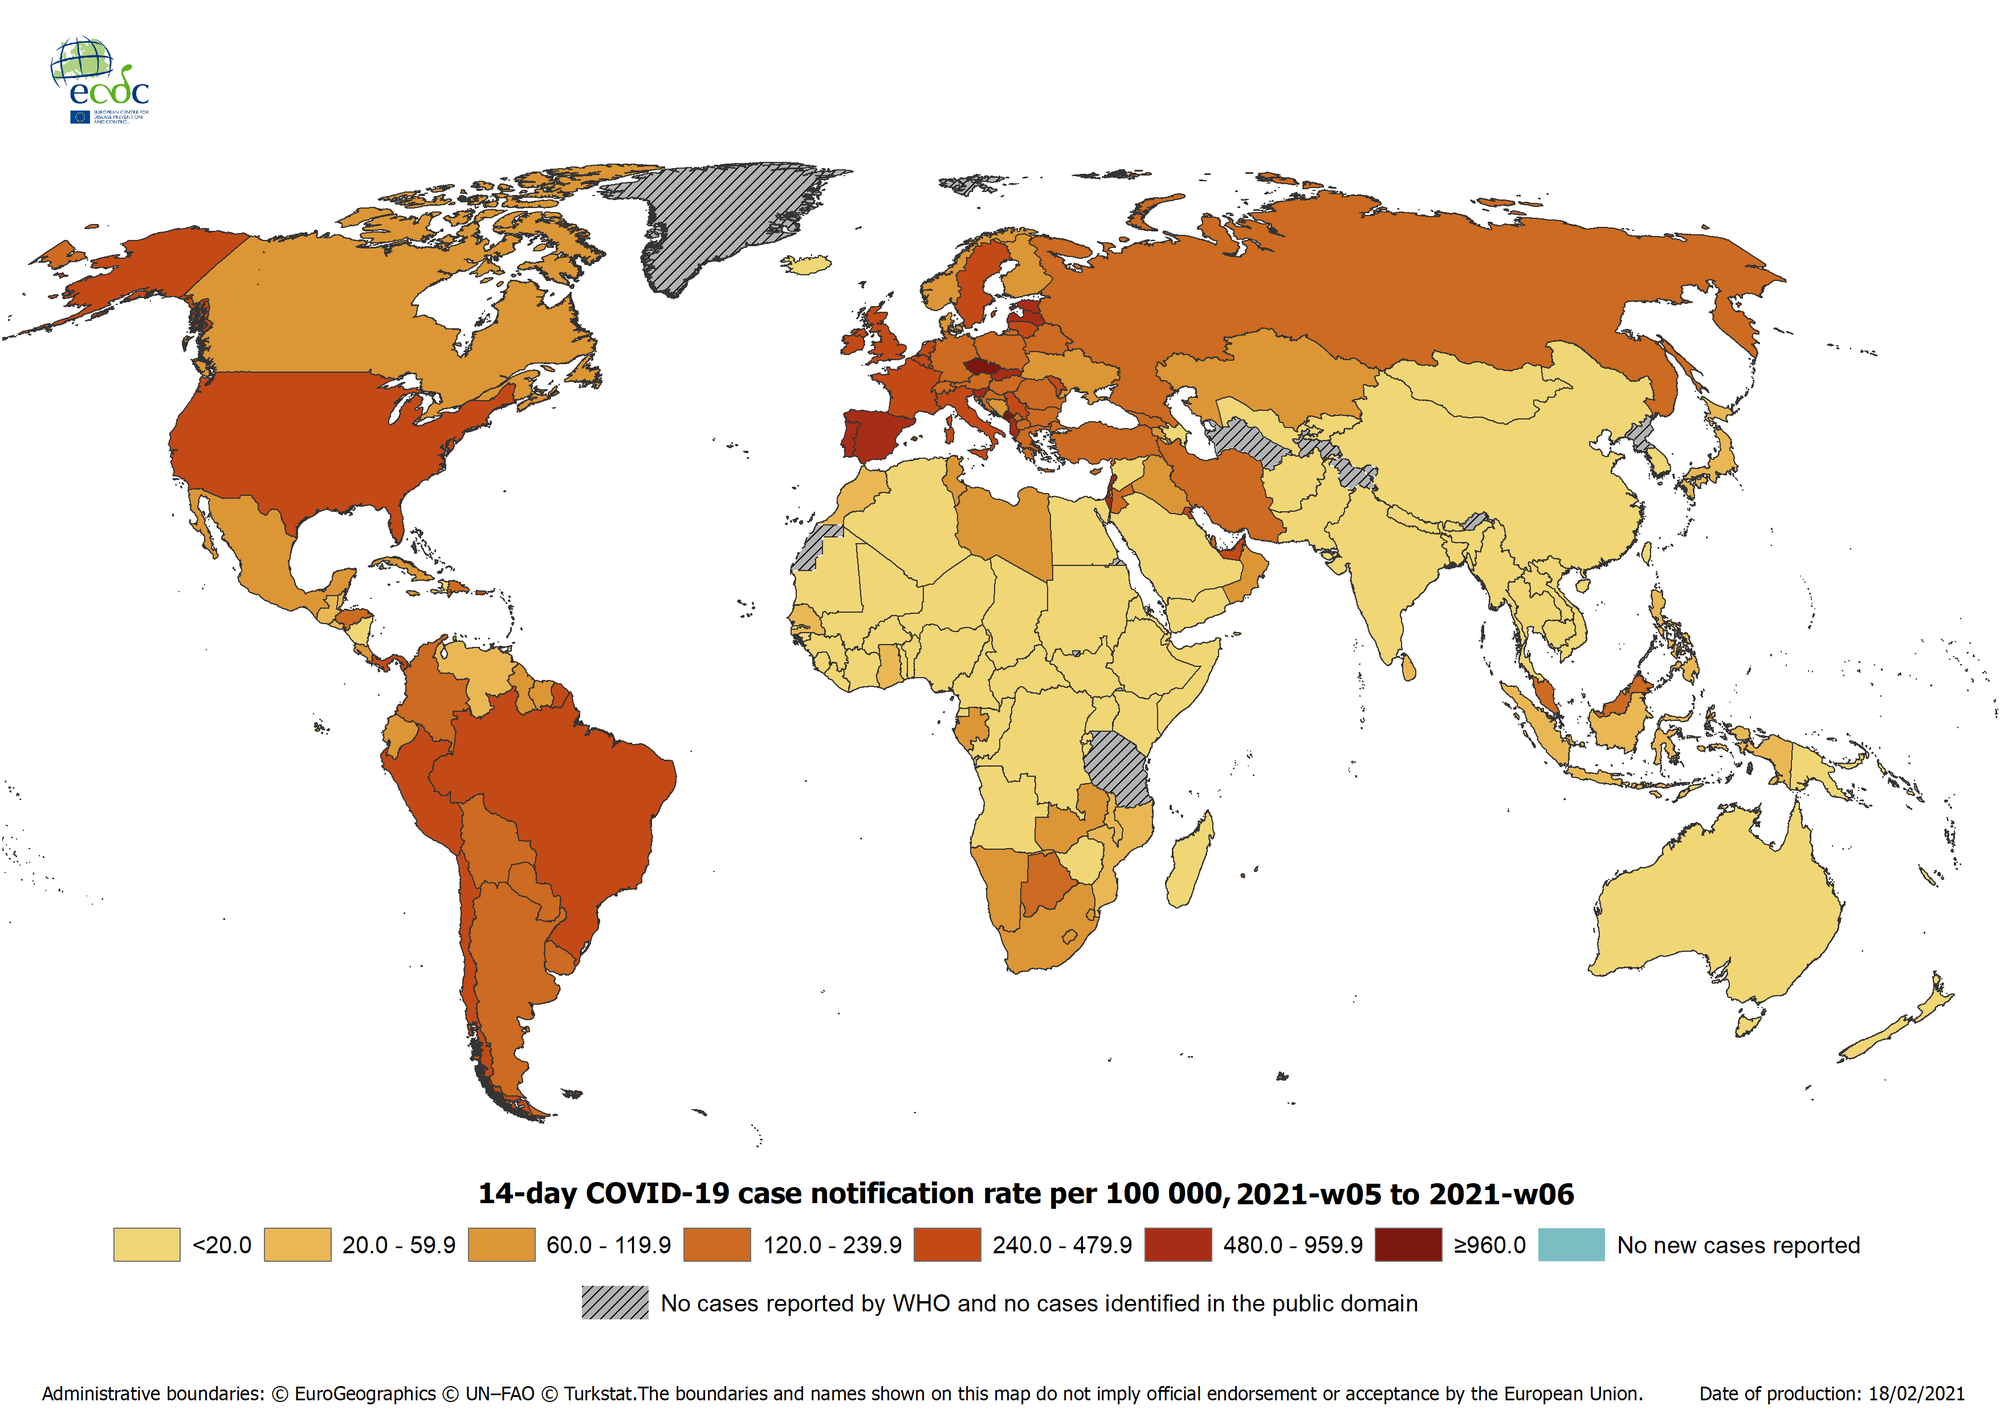 ecdc
EUROPEAN CENTRE FOR
DISEASE PREVENTION
AND CONTROL
14-day COVID-19 case notification rate per 100 000, 2021-w05 to 2021-w06
<20.0 20.0 - 59.9 60.0 - 119.9 120.0 - 239.9 240.0 - 479.9 480.0 - 959.9 ≥960.0 No new cases reported
No cases reported by WHO and no cases identified in the public domain
Administrative boundaries: © EuroGeographics © UN–FAO © Turkstat.The boundaries and names shown on this map do not imply official endorsement or acceptance by the European Union. Date of production: 18/02/2021